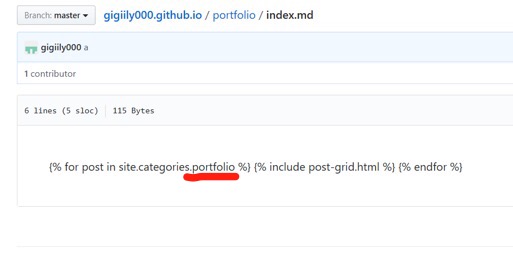 Branch: master gigiily000.github.io / portfolio / index.md
gigiily000 a
1 contributor
6 lines (5 sloc) 115 Bytes
{% for post in site.categories.portfolio %} {% include post-grid.html %} {% endfor %}